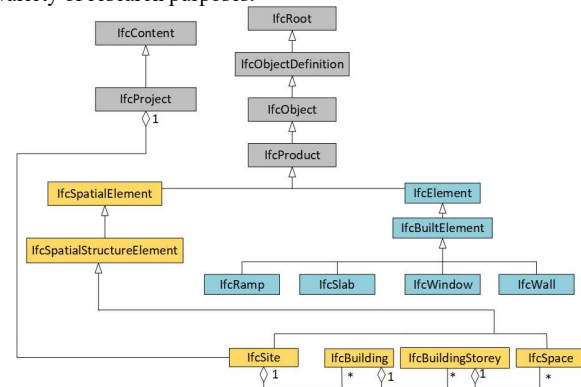 variety of research purposes.
IfcRoot
IfcContent
IfcObjectDefinition
IfcProject
IfcObject
1
IfcProduct
IfcSpatialElement
IfcElement
IfcBuiltElement
IfcSpatialStructureElement
IfcRamp
IfcSlab
IfcWindow
IfcWall
IfcSite
IfcBuilding
IfcBuildingStorey
IfcSpace
1
*
1
*
1
*